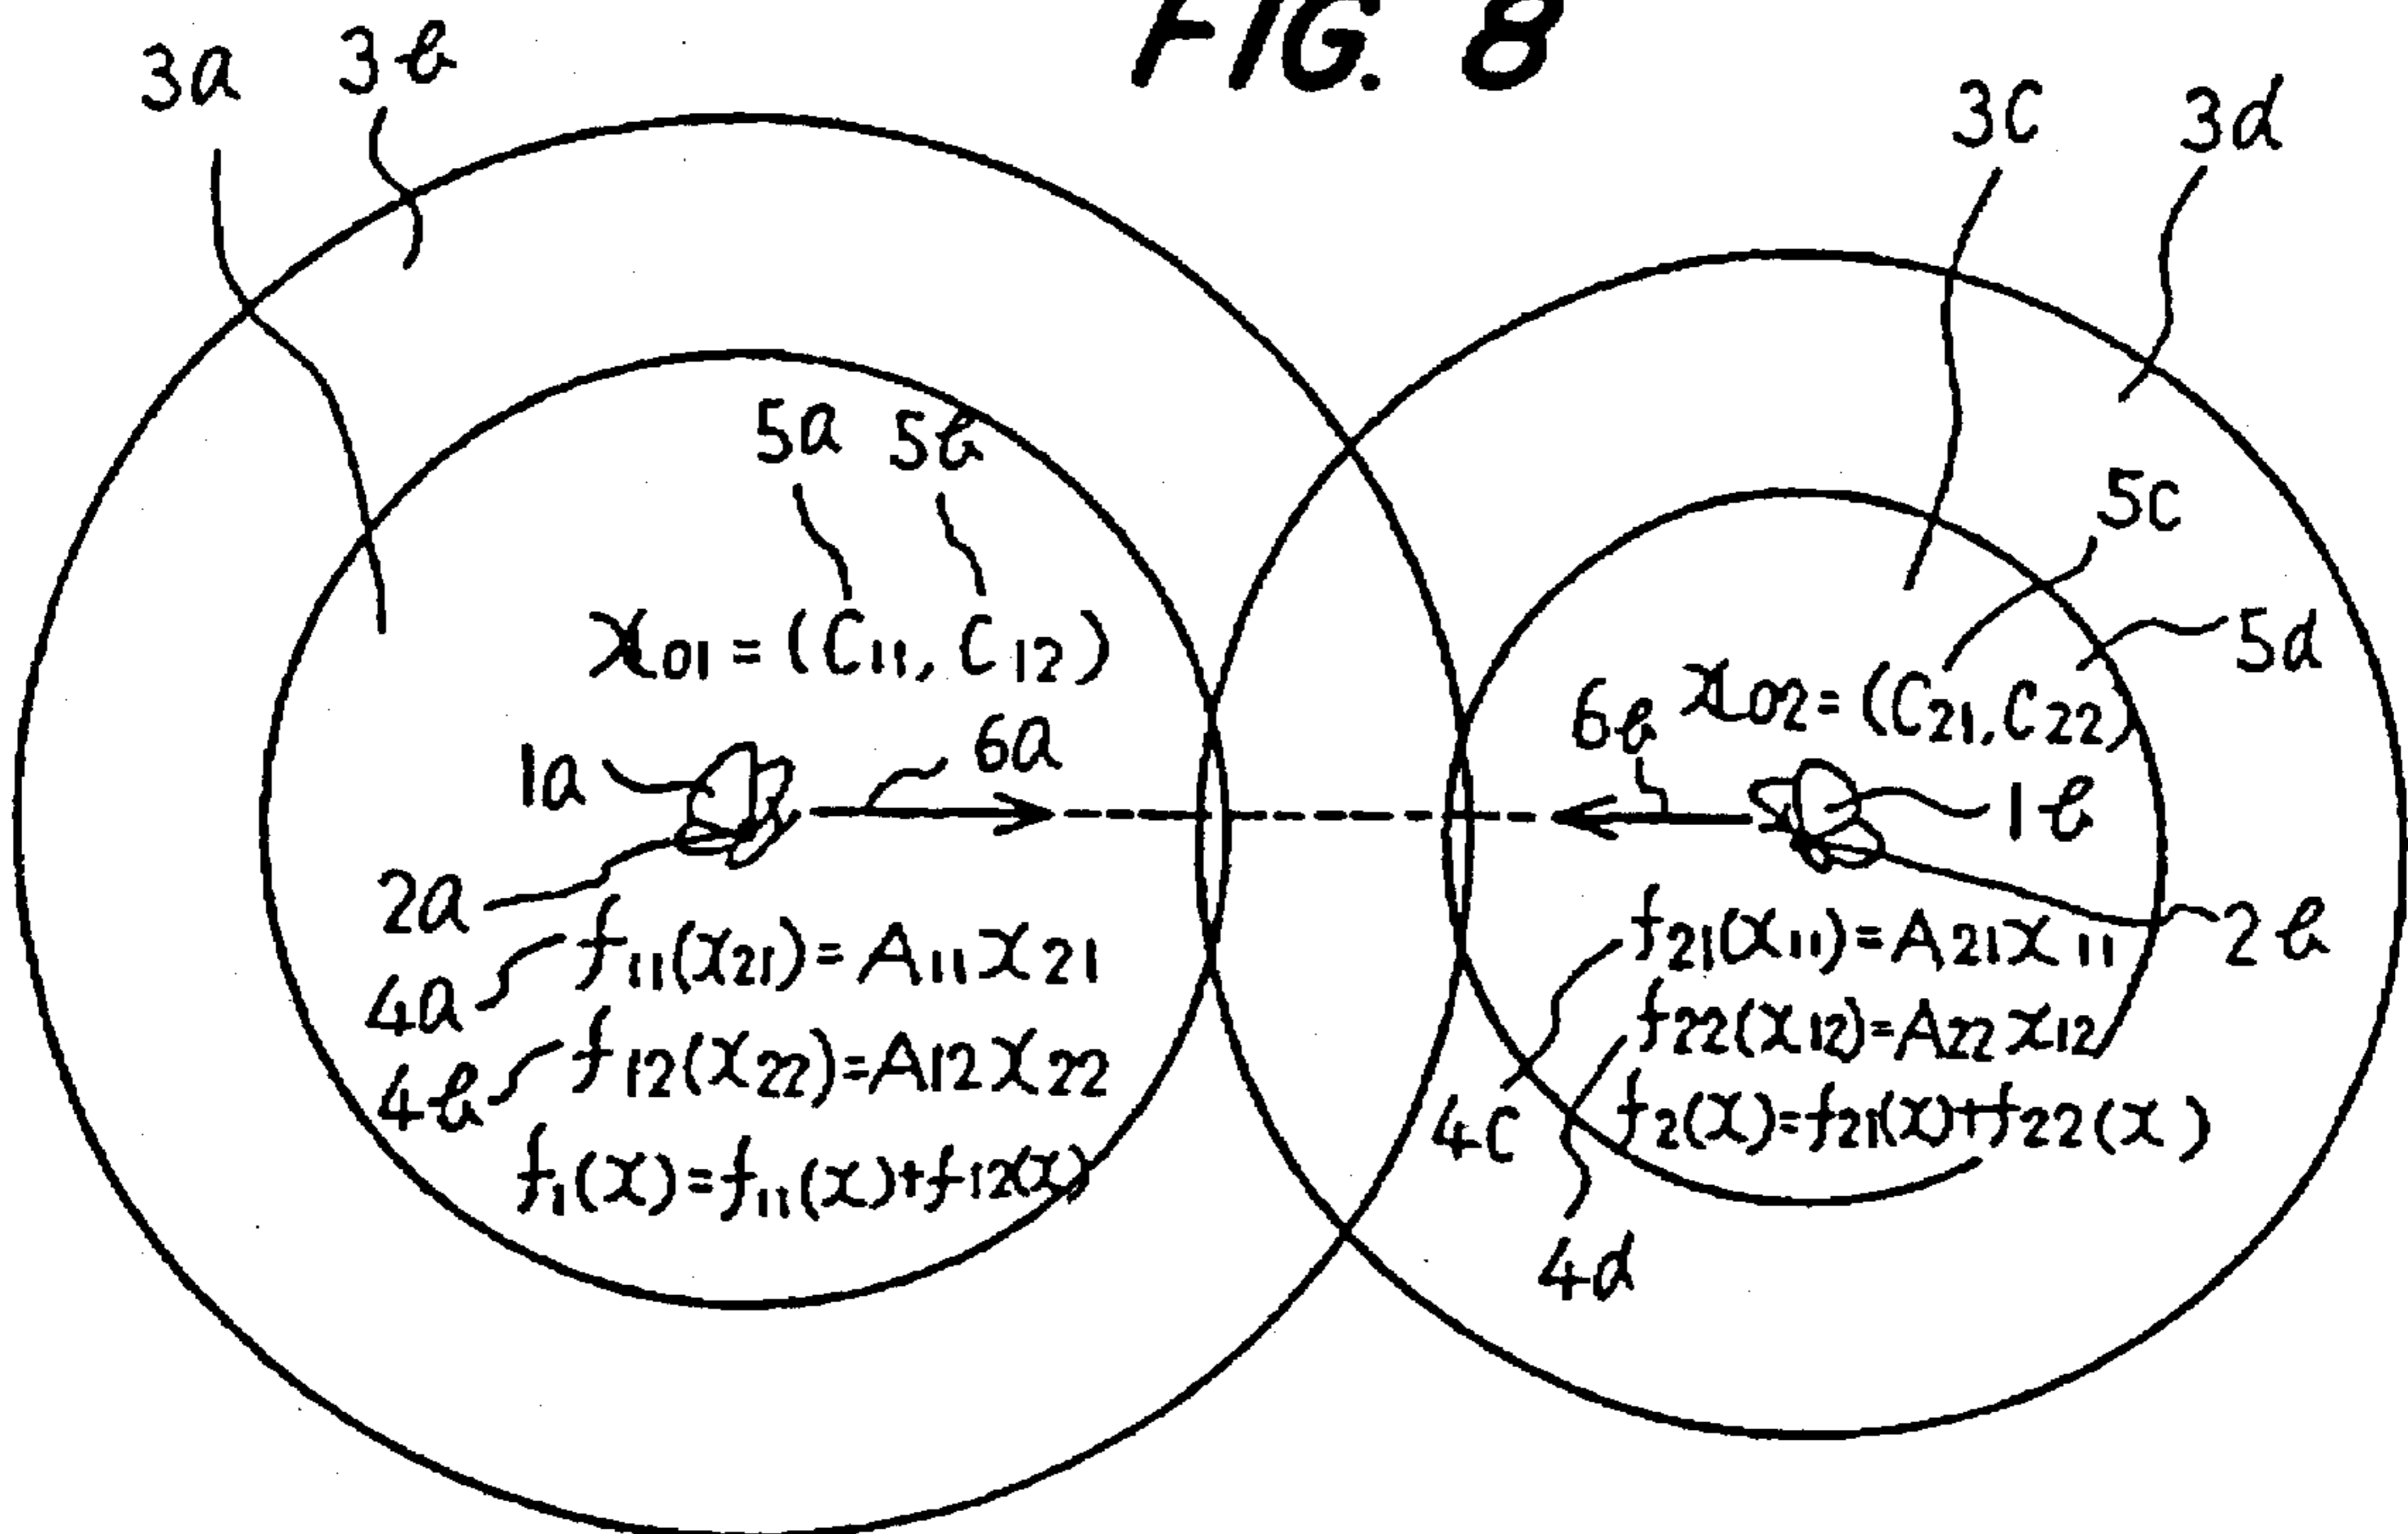 FIG. 8
3a 3b 3c 3d
5a 5b 5c
x01 = (C11, C12)
5d
6b x02 = (C21, C22)
1a 6a 1b
2a f11(x21) = A11x21
f21(x11) = A21x11 2b
4a f12(x22) = A12x22
f22(x12) = A22x12
4b f1(x) = f11(x) + f12(x)
4c f2(x) = f21(x) + f22(x)
4d